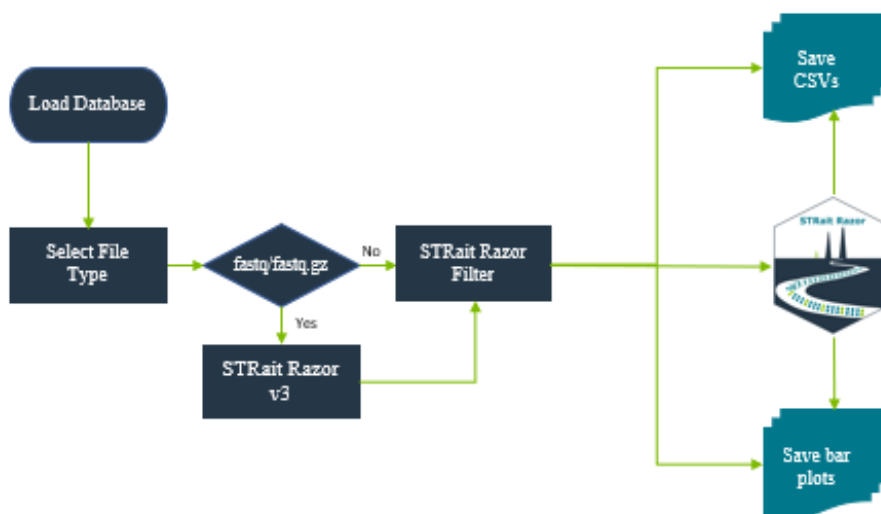 Load Database
Select File
Type
fastq/fastq.gz
No
Yes
STRait Razor
v3
STRait Razor
Filter
Save
CSVs
STRait Razor
Save bar
plots